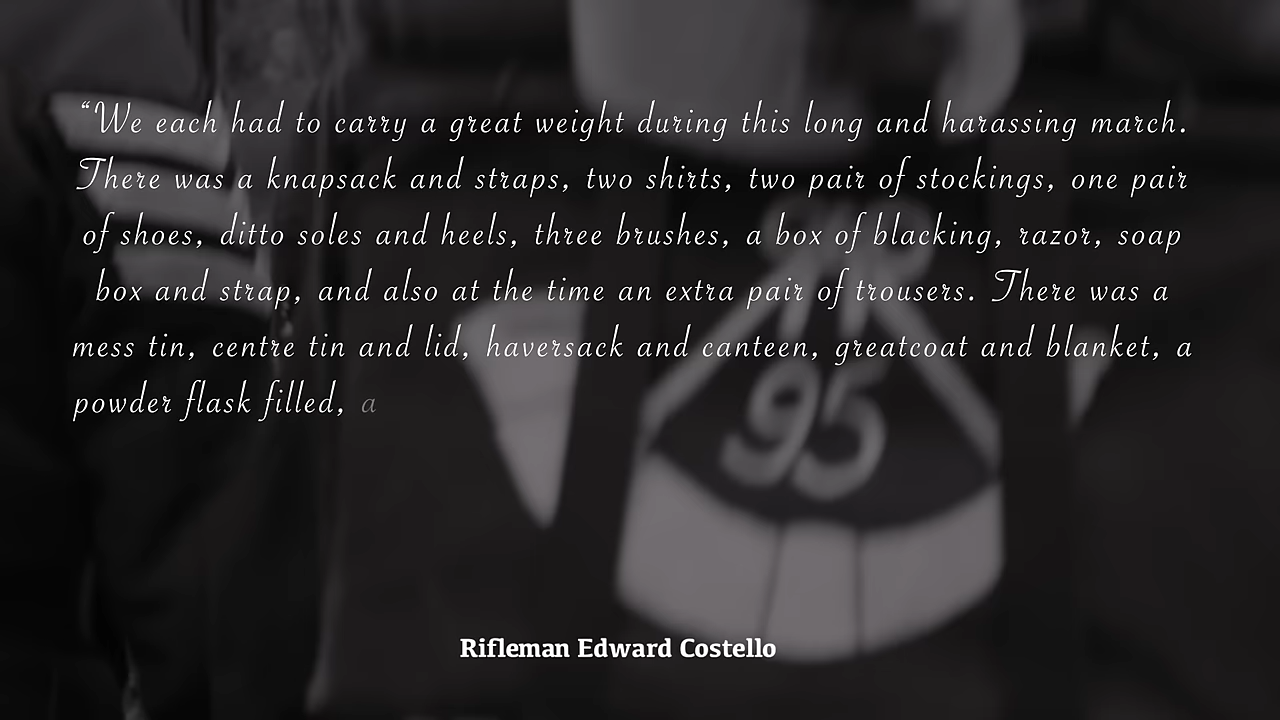 “We each had to carry a great weight during this long and harassing march.
There was a knapsack and straps, two shirts, two pair of stockings, one pair
of shoes, ditto soles and heels, three brushes, a box of blacking, razor, soap
box and strap, and also at the time an extra pair of trousers. There was a
mess tin, centre tin and lid, haversack and canteen, greatcoat and blanket, a
powder flask filled, a
95
Rifleman Edward Costello